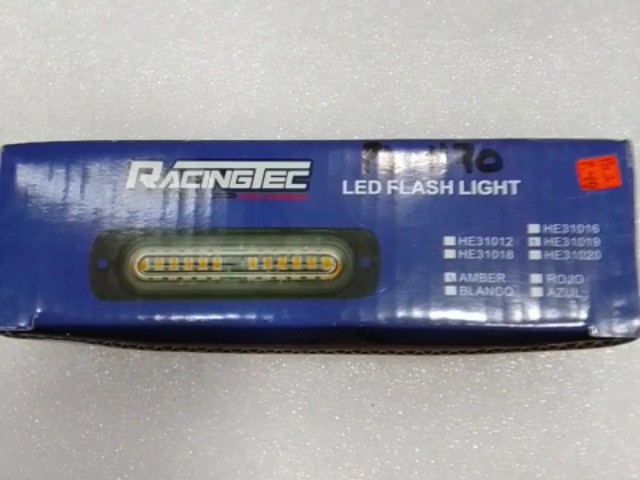 RACINGTEC
LED FLASH LIGHT
HE31016
HE31012 HE31019
HE31018 HE31020
AMBER ROJO
BLANCO AZUL